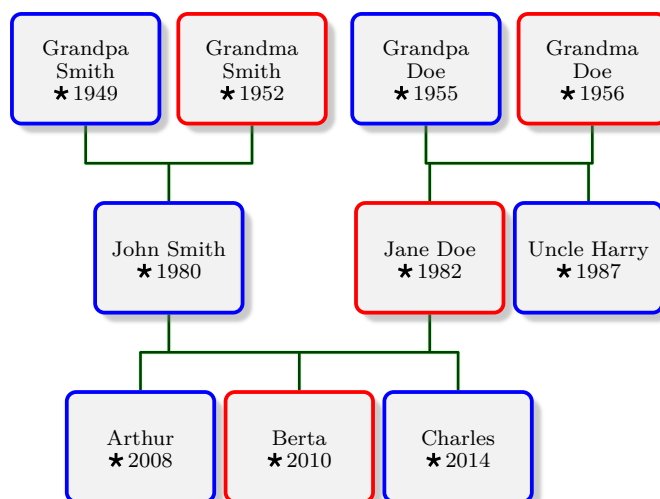 Grandpa
Smith
★ 1949
Grandma
Smith
★ 1952
Grandpa
Doe
★ 1955
Grandma
Doe
★ 1956
John Smith
★ 1980
Jane Doe
★ 1982
Uncle Harry
★ 1987
Arthur
★ 2008
Berta
★ 2010
Charles
★ 2014